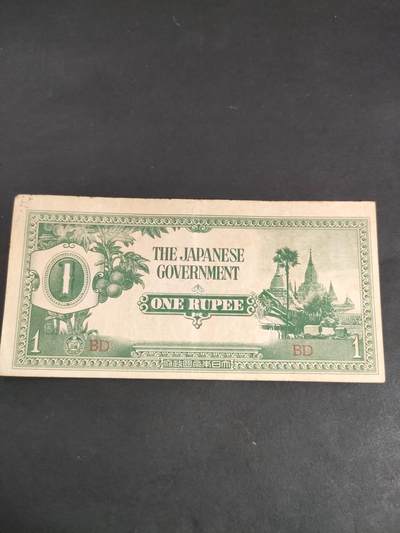 THE JAPANESE
GOVERNMENT
1
ONE RUPEE
1
BD
BD
1